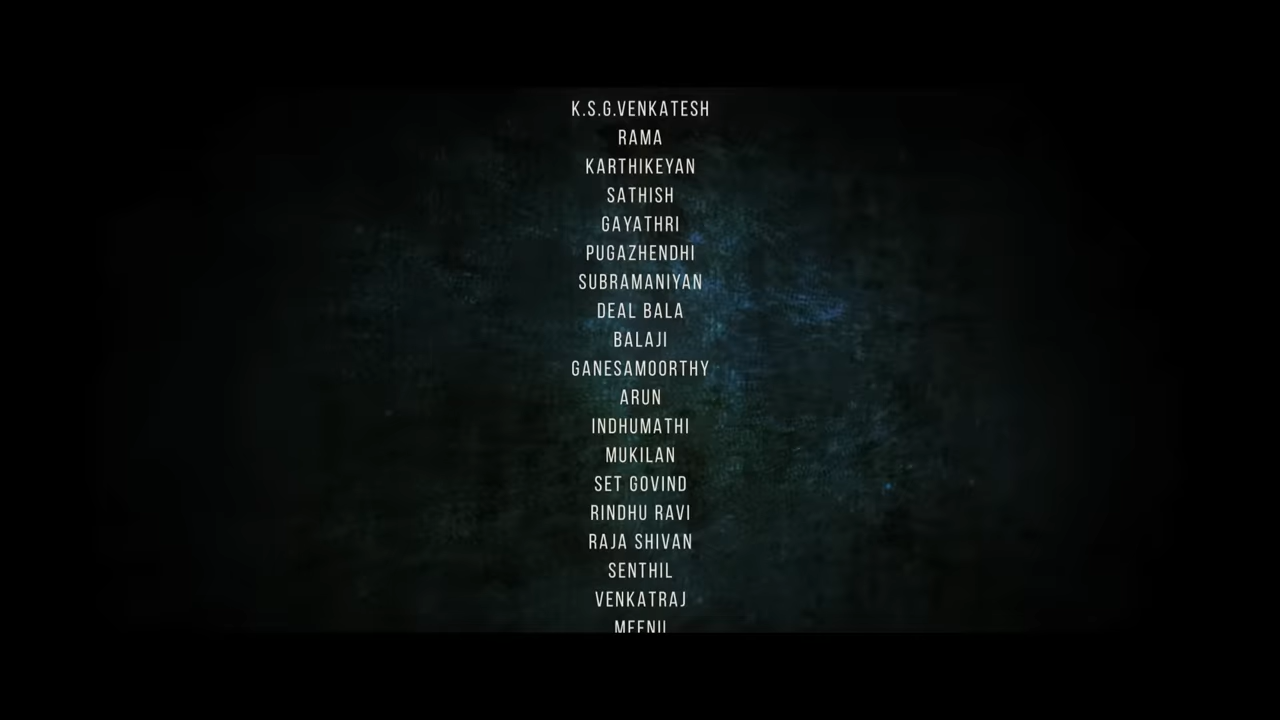 K.S.G.VENKATESH
RAMA
KARTHIKEYAN
SATHISH
GAYATHRI
PUGAZHENDHI
SUBRAMANIYAN
DEAL BALA
BALAJI
GANESAMOORTHY
ARUN
INDHUMATHI
MUKILAN
SET GOVIND
RINDHU RAVI
RAJA SHIVAN
SENTHIL
VENKATRAJ